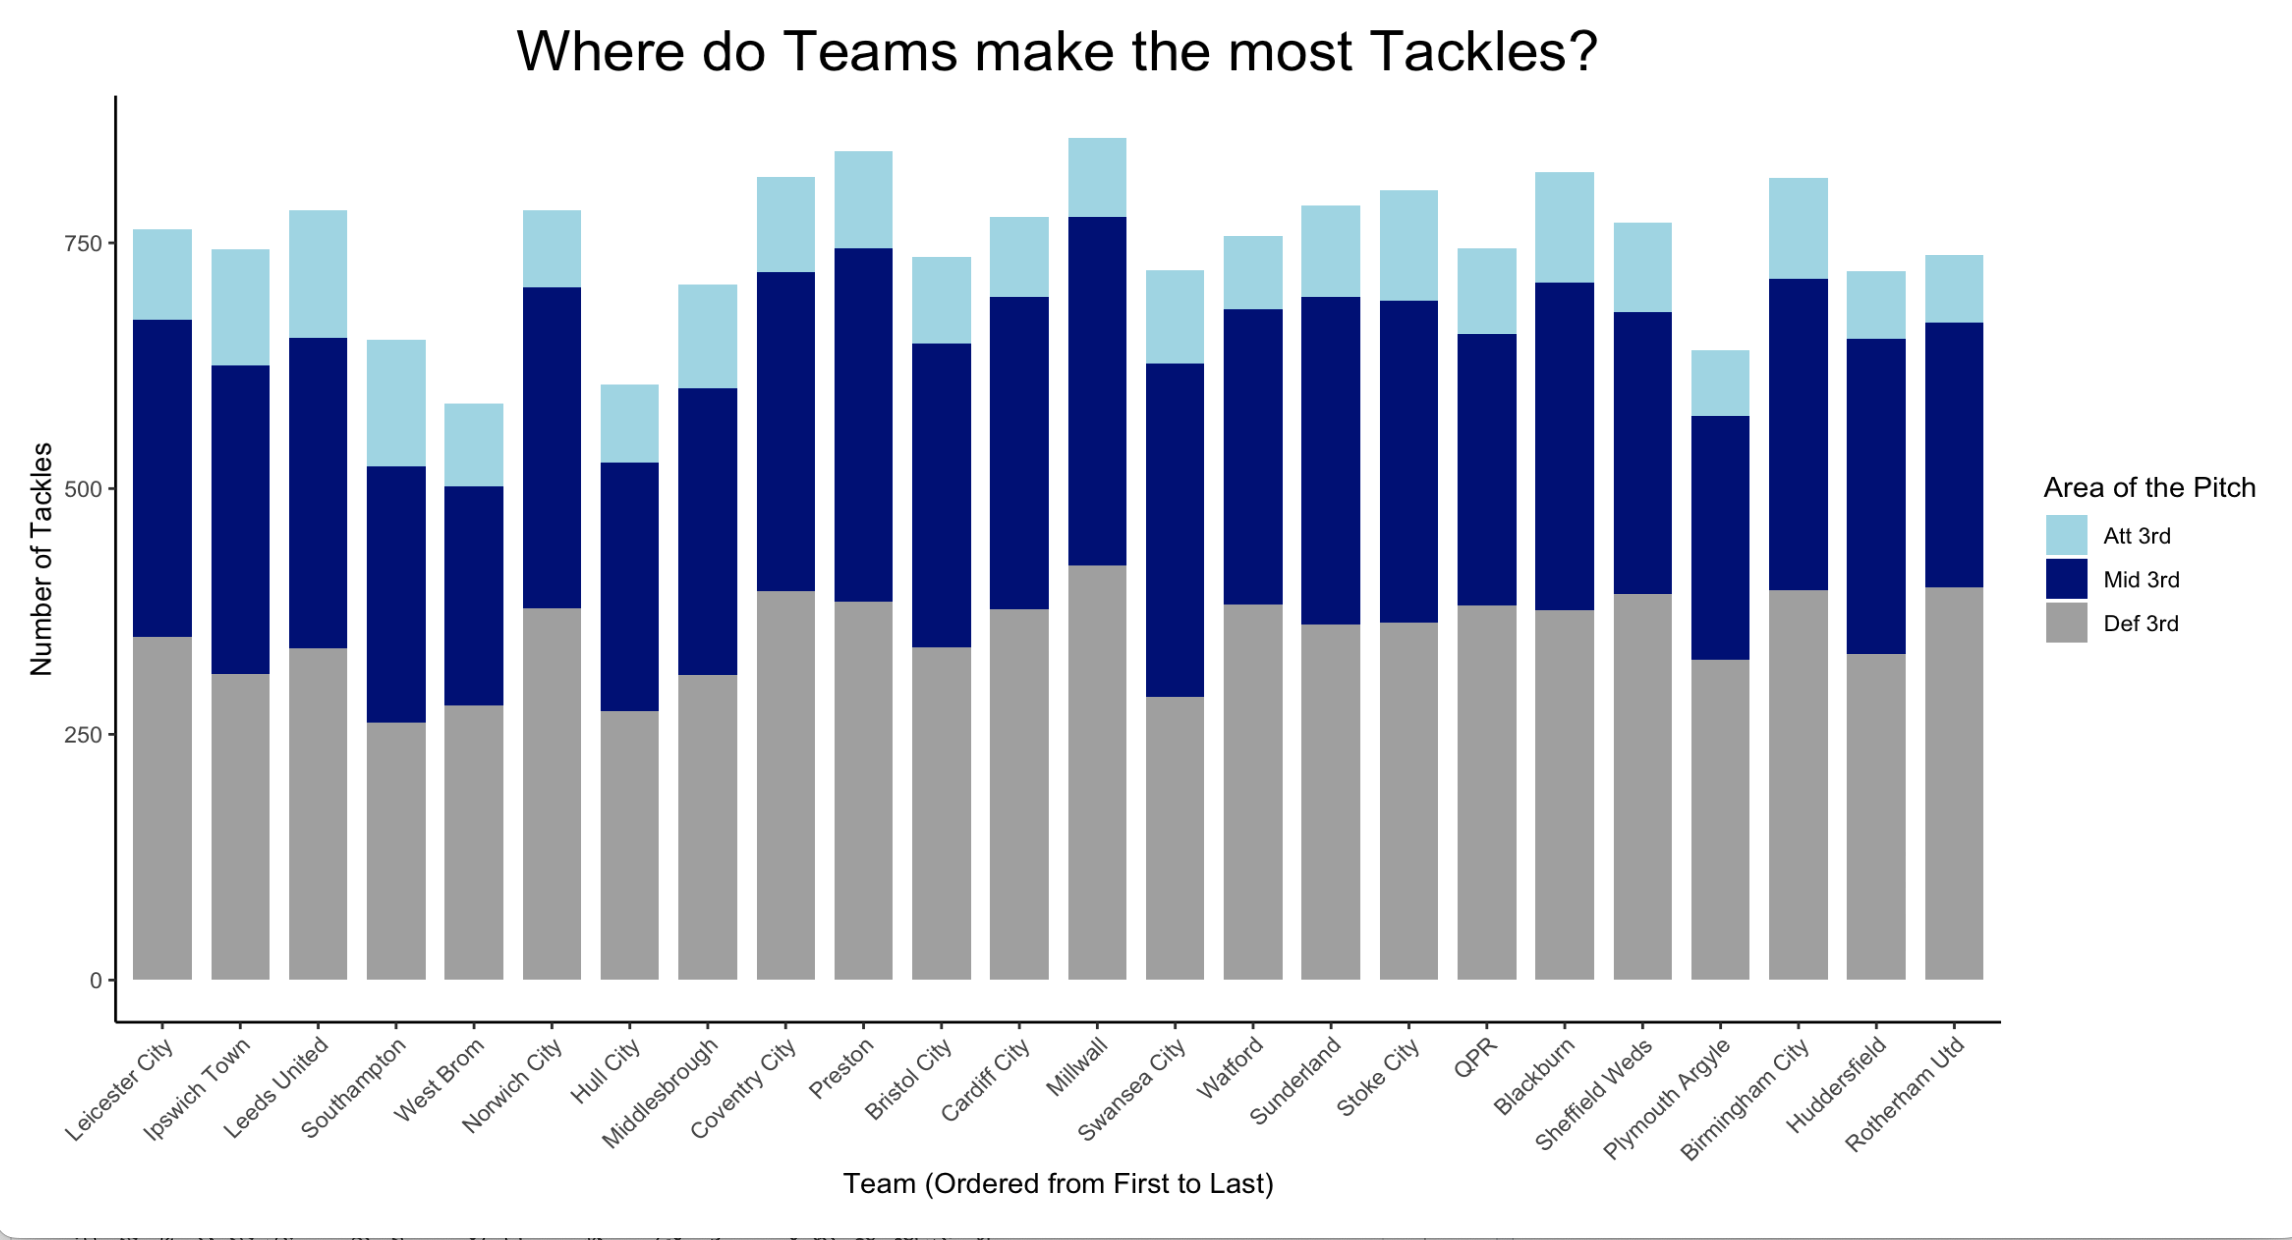 Where do Teams make the most Tackles?
Number of Tackles
750
500
250
0
Leicester City
Ipswich Town
Leeds United
Southampton
West Brom
Norwich City
Hull City
Middlesbrough
Coventry City
Preston
Bristol City
Cardiff City
Millwall
Swansea City
Watford
Sunderland
Stoke City
QPR
Blackburn
Sheffield Weds
Plymouth Argyle
Birmingham City
Huddersfield
Rotherham Utd
Team (Ordered from First to Last)
Area of the Pitch
Att 3rd
Mid 3rd
Def 3rd